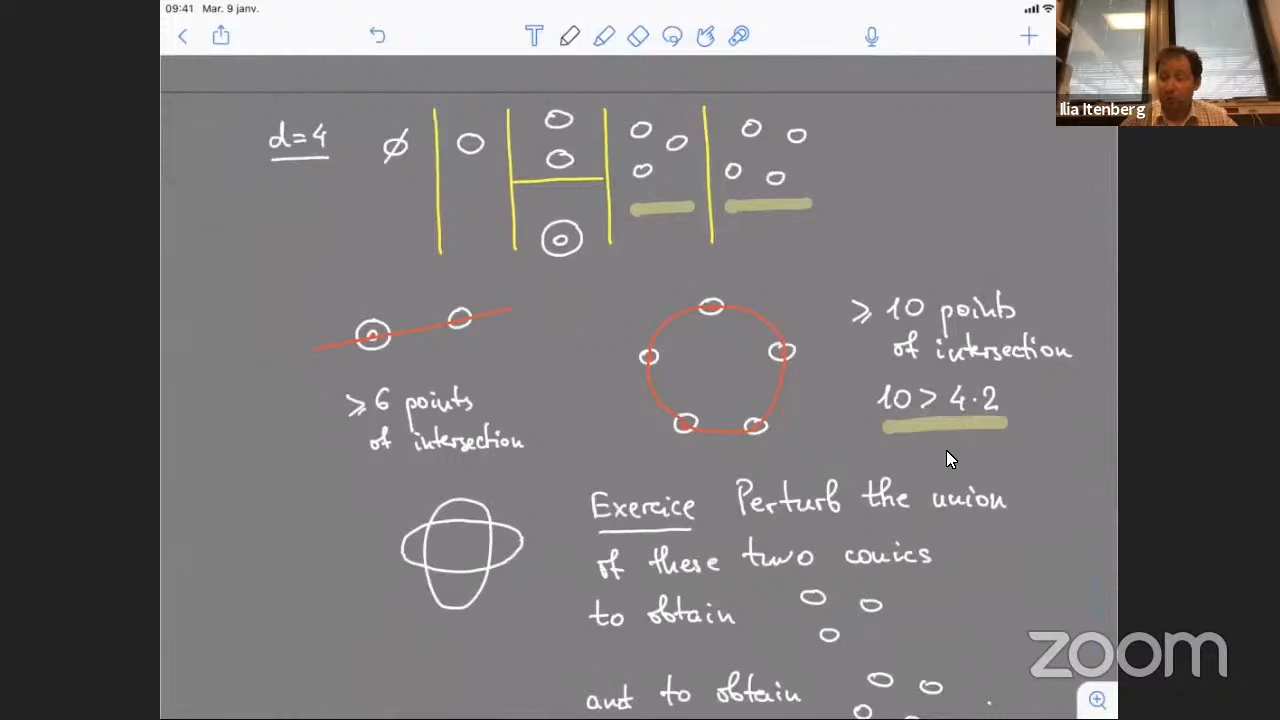 09:41 Mar. 9 janv.
Ilia Itenberg
d=4 ∅
⩾ 10 points
of intersection
10 > 4·2
⩾ 6 points
of intersection
Exercice Perturb the union
of these two conics
to obtain
and to obtain
zoom